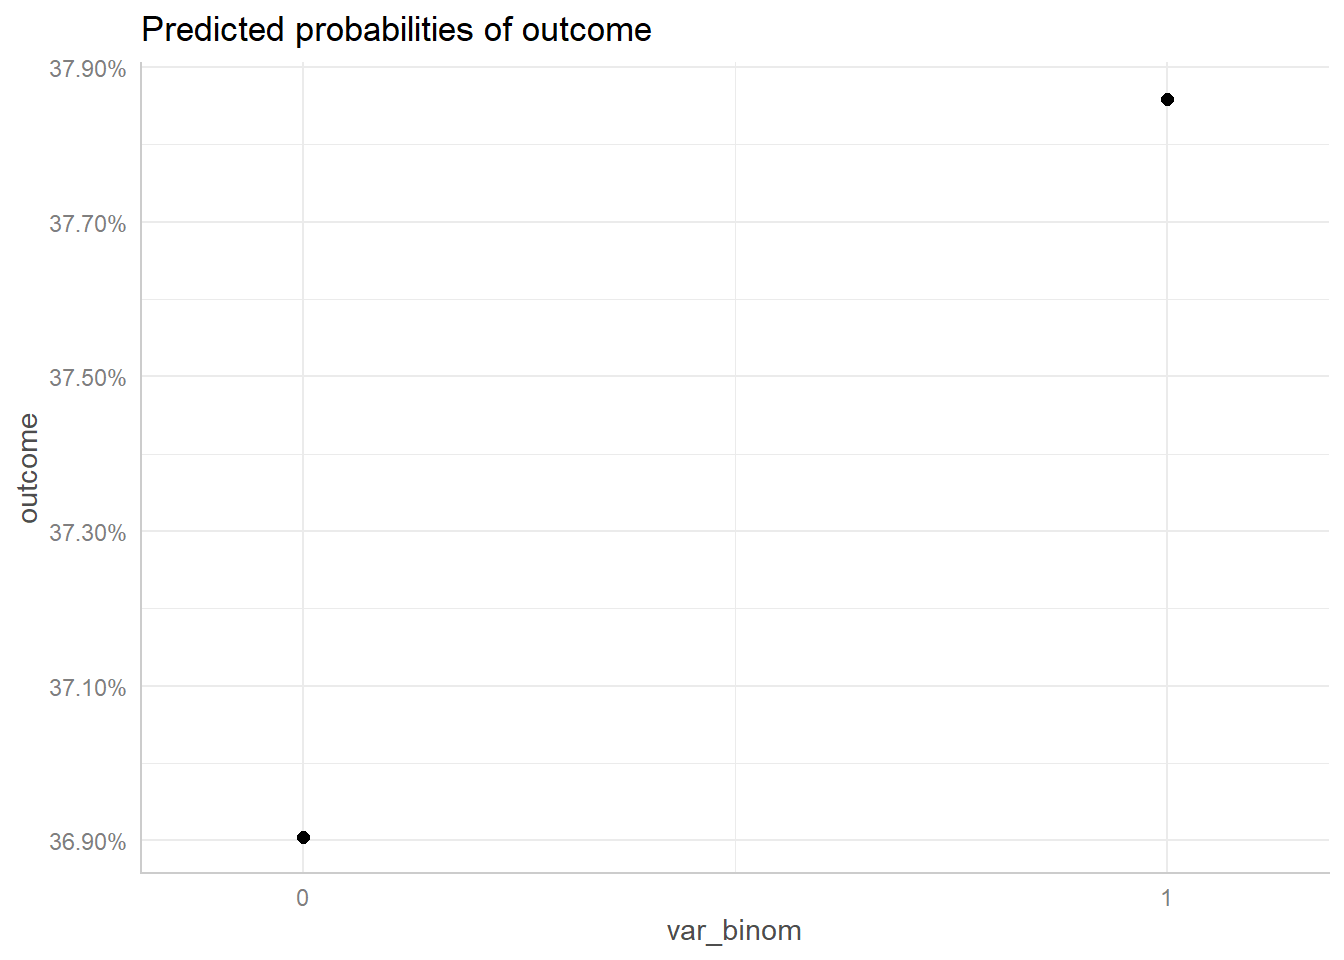 Predicted probabilities of outcome
37.90%
37.70%
37.50%
37.30%
37.10%
36.90%
outcome
0
1
var_binom